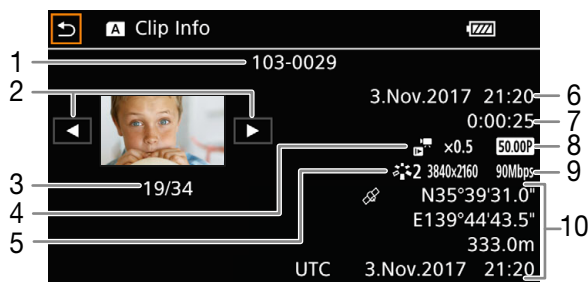 A Clip Info
1 103-0029
2
3.Nov.2017 21:20 6
0:00:25 7
×0.5 50.00P 8
3 19/34
2 3840x2160 90Mbps 9
4
N35°39'31.0"
E139°44'43.5" 10
5
333.0m
UTC 3.Nov.2017 21:20